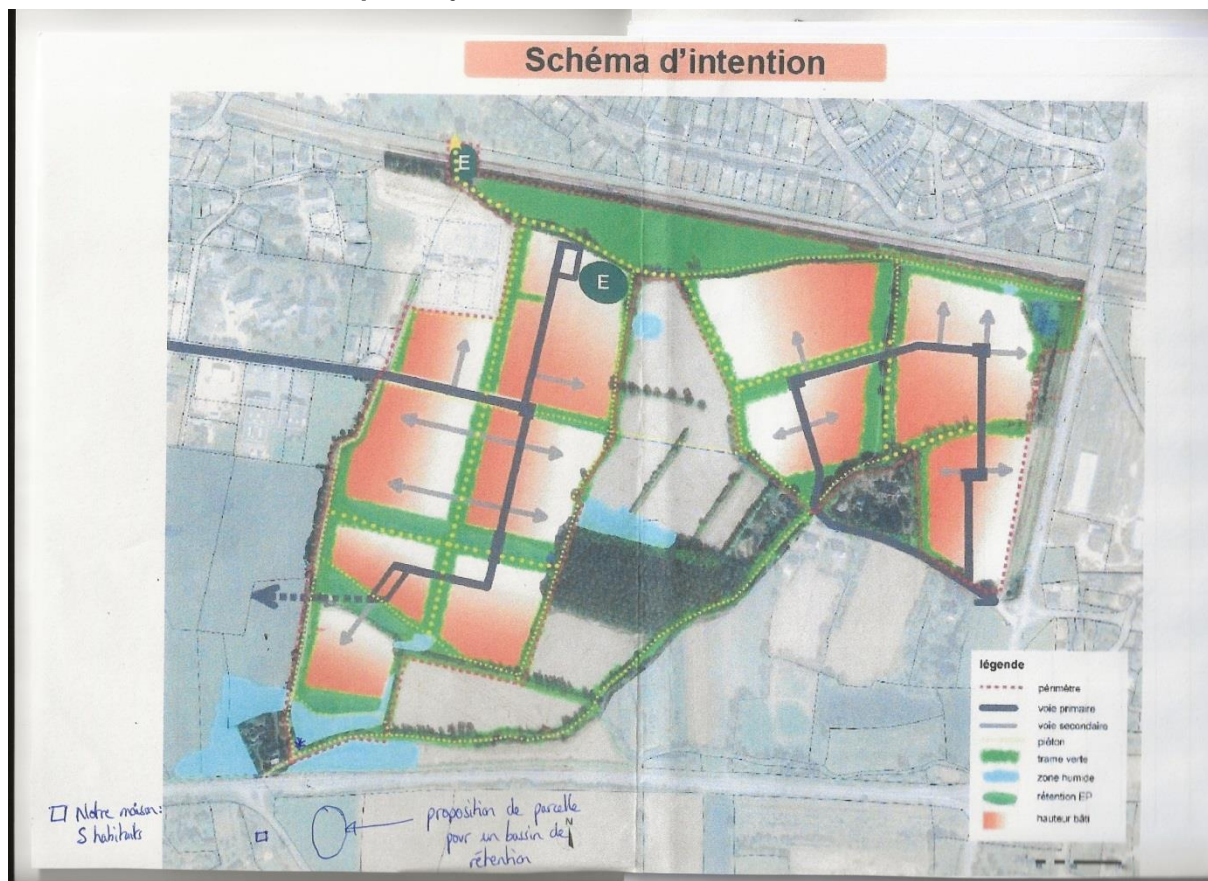 Schéma d'intention
E
E
légende
périmètre
voie primaire
voie secondaire
piéton
trame verte
zone humide
rétention EP
hauteur bâti
Notre maison:
5 habitants
proposition de parcelle
pour un bassin de
rétention
N